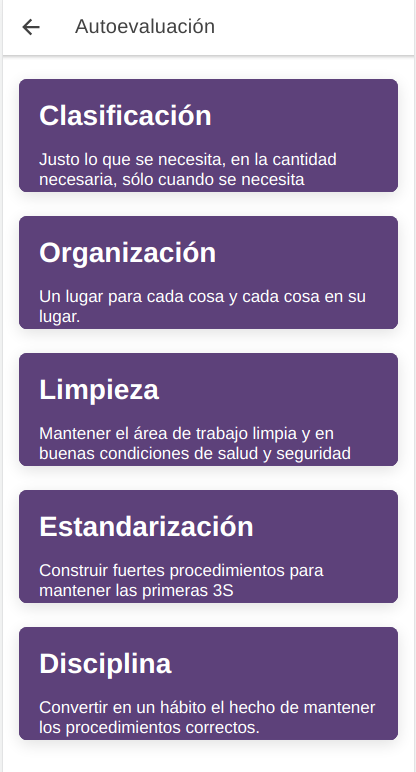 Autoevaluación
Clasificación
Justo lo que se necesita, en la cantidad
necesaria, sólo cuando se necesita
Organización
Un lugar para cada cosa y cada cosa en su
lugar.
Limpieza
Mantener el área de trabajo limpia y en
buenas condiciones de salud y seguridad
Estandarización
Construir fuertes procedimientos para
mantener las primeras 3S
Disciplina
Convertir en un hábito el hecho de mantener
los procedimientos correctos.